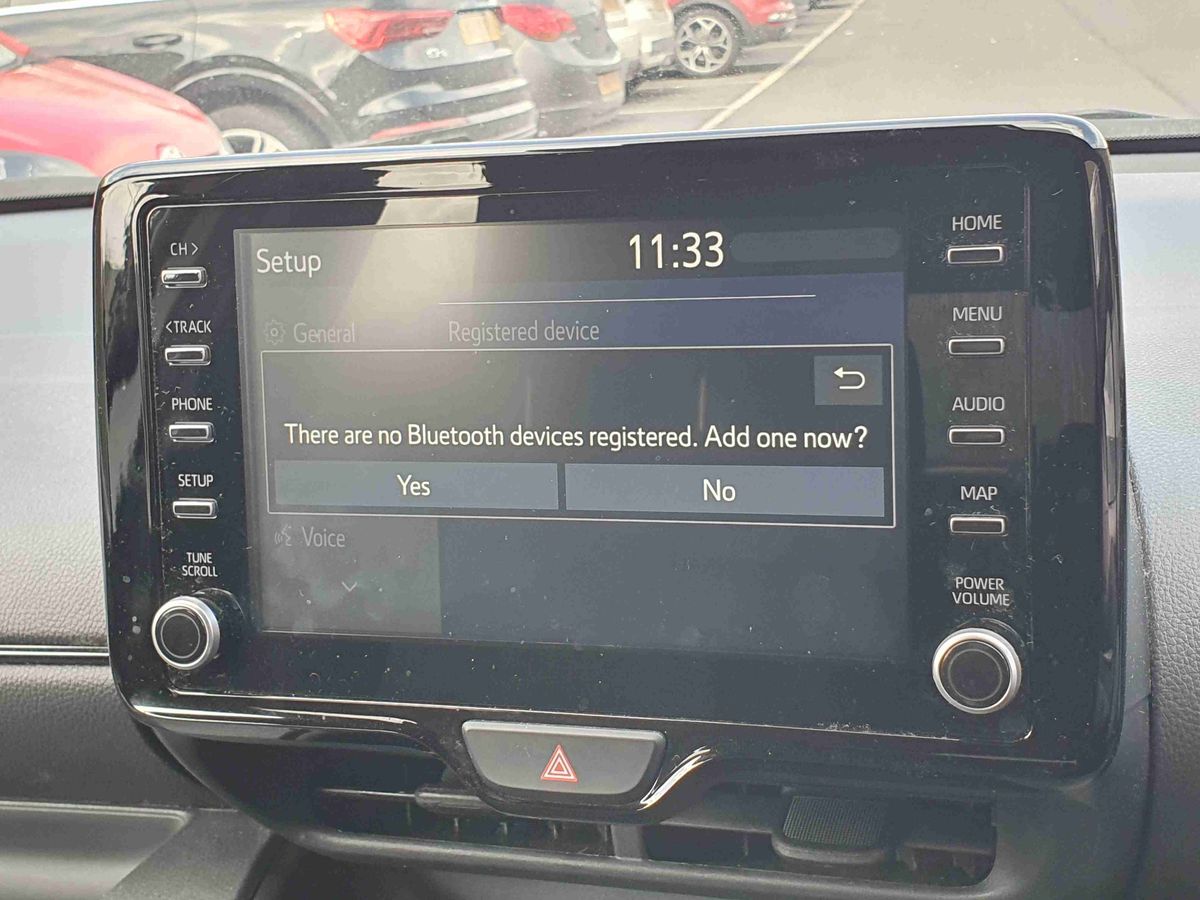 CH >
<TRACK
PHONE
SETUP
TUNE
SCROLL
Setup
11:33
General
Registered device
There are no Bluetooth devices registered. Add one now?
Yes
No
Voice
HOME
MENU
AUDIO
MAP
POWER
VOLUME